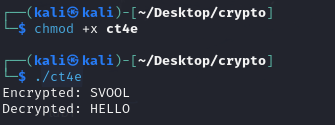 ┌──(kali㉿kali)-[~/Desktop/crypto]
└─$ chmod +x ct4e
┌──(kali㉿kali)-[~/Desktop/crypto]
└─$ ./ct4e
Encrypted: SVOOL
Decrypted: HELLO